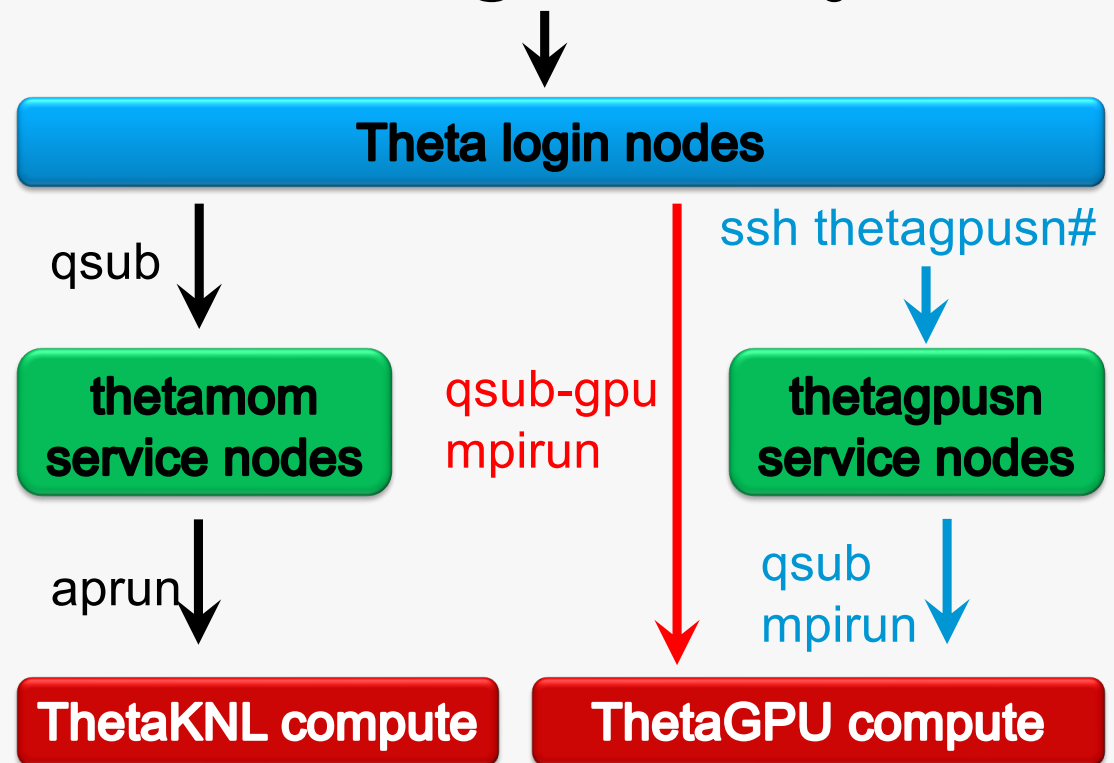 Theta login nodes
qsub
ssh thetagpusn#
thetamom
service nodes
qsub-gpu
mpirun
thetagpusn
service nodes
aprun
qsub
mpirun
ThetaKNL compute
ThetaGPU compute